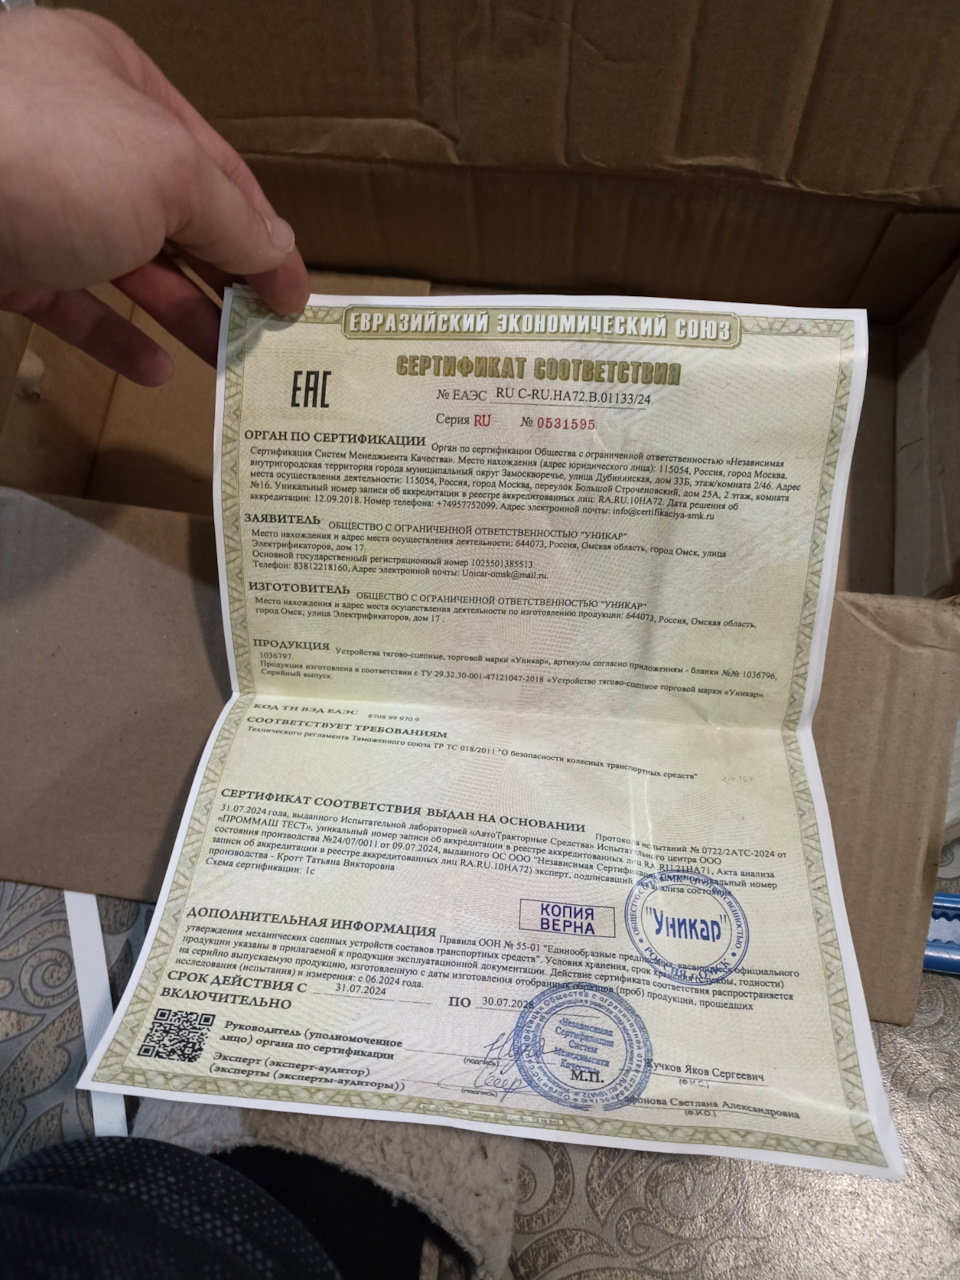 ЕВРАЗИЙСКИЙ ЭКОНОМИЧЕСКИЙ СОЮЗ
ЕАС
СЕРТИФИКАТ СООТВЕТСТВИЯ
№ ЕАЭС RU С-RU.НА72.В.01133/24
Серия RU № 0531595
ОРГАН ПО СЕРТИФИКАЦИИ Орган по сертификации Общества с ограниченной ответственностью «Независимая
Сертификация Систем Менеджмента Качества». Место нахождения (адрес юридического лица): 115054, Россия, город Москва,
внутригородская территория города муниципальный округ Замоскворечье, улица Дубининская, дом 33Б, этаж/комната 2/46. Адрес
места осуществления деятельности: 115054, Россия, город Москва, переулок Большой Строченовский, дом 25А, 2 этаж, комната
№16. Уникальный номер записи об аккредитации в реестре аккредитованных лиц: RA.RU.10НА72. Дата решения об
аккредитации: 12.09.2018. Номер телефона: +74957752099. Адрес электронной почты: info@certifikaciya-smk.ru
ЗАЯВИТЕЛЬ ОБЩЕСТВО С ОГРАНИЧЕННОЙ ОТВЕТСТВЕННОСТЬЮ "УНИКАР"
Место нахождения и адрес места осуществления деятельности: 644073, Россия, Омская область, город Омск, улица
Электрификаторов, дом 17.
Основной государственный регистрационный номер 1025501385513.
Телефон: 83812218160, Адрес электронной почты: Unicar-omsk@mail.ru.
ИЗГОТОВИТЕЛЬ ОБЩЕСТВО С ОГРАНИЧЕННОЙ ОТВЕТСТВЕННОСТЬЮ "УНИКАР"
Место нахождения и адрес места осуществления деятельности по изготовлению продукции: 644073, Россия, Омская область,
город Омск, улица Электрификаторов, дом 17 .
ПРОДУКЦИЯ Устройства тягово-сцепные, торговой марки «Уникар», артикулы согласно приложениям - бланки №№ 1036796,
1036797.
Продукция изготовлена в соответствии с ТУ 29.32.30-001-47121047-2018 «Устройство тягово-сцепное торговой марки «Уникар».
Серийный выпуск.
КОД ТН ВЭД ЕАЭС 8708 99 970 9
СООТВЕТСТВУЕТ ТРЕБОВАНИЯМ
Технического регламента Таможенного союза ТР ТС 018/2011 "О безопасности колесных транспортных средств"
СЕРТИФИКАТ СООТВЕТСТВИЯ ВЫДАН НА ОСНОВАНИИ Протокола испытаний № 0722/2АТС-2024 от
31.07.2024 года, выданного Испытательной лабораторией «АвтоТракторные Средства» Испытательного центра ООО
«ПРОММАШ ТЕСТ», уникальный номер записи об аккредитации в реестре аккредитованных лиц RA.RU.21НА71, Акта анализа
состояния производства №24/07/0011 от 09.07.2024, выданного ОС ООО "Независимая уникальный номер
записи об аккредитации в реестре аккредитованных лиц RA.RU.10НА72) эксперт, подписавший анализа состояния
производства - Кротт Татьяна Викторовна
Схема сертификации: 1с
КОПИЯ
ВЕРНА
"Уникар"
РОССИЯ ОМСК
ДОПОЛНИТЕЛЬНАЯ ИНФОРМАЦИЯ Правила ООН № 55-01 "Единообразные предписания, касающиеся официального
утверждения механических сцепных устройств составов транспортных средств". Условия хранения, срок службы, годности)
продукции указаны в прилагаемой к продукции эксплуатационной документации. Действие сертификата соответствия распространяется
на серийно выпускаемую продукцию, изготовленную с даты изготовления отобранных образцов (проб) продукции, прошедших
исследования (испытания) и измерения: с 06.2024 года.
СРОК ДЕЙСТВИЯ С 31.07.2024 ПО 30.07.2028
ВКЛЮЧИТЕЛЬНО
Руководитель (уполномоченное
лицо) органа по сертификации
(подпись)
Жучков Яков Сергеевич
(Ф.И.О.)
«Независимая
Сертификация
Систем
Менеджмента
Качества»
М.П.
Эксперт (эксперт-аудитор)
(эксперты (эксперты-аудиторы))
(подпись)
Сафонова Светлана Александровна
(Ф.И.О.)